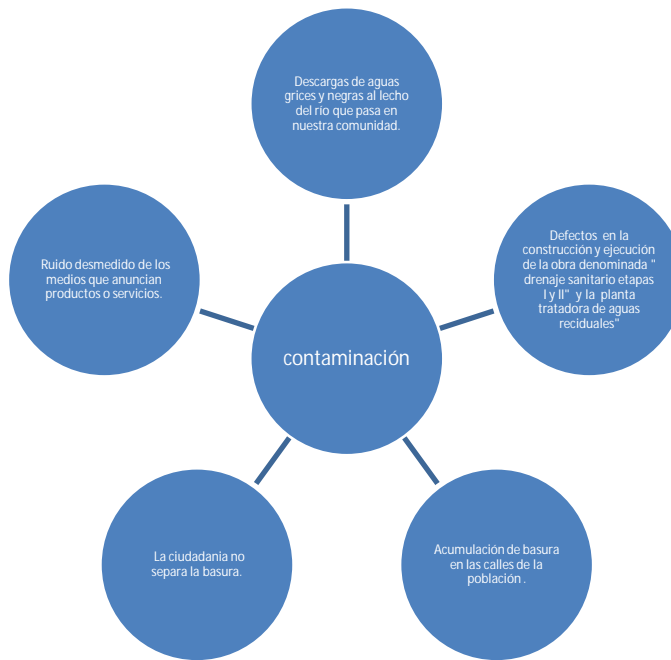 Descargas de aguas
grices y negras al lecho
del río que pasa en
nuestra comunidad.
Defectos en la
construcción y ejecución
de la obra denominada "
drenaje sanitario etapas
I y II" y la planta
tratadora de aguas
reciduales"
Ruido desmedido de los
medios que anuncian
productos o servicios.
contaminación
La ciudadania no
separa la basura.
Acumulación de basura
en las calles de la
población .